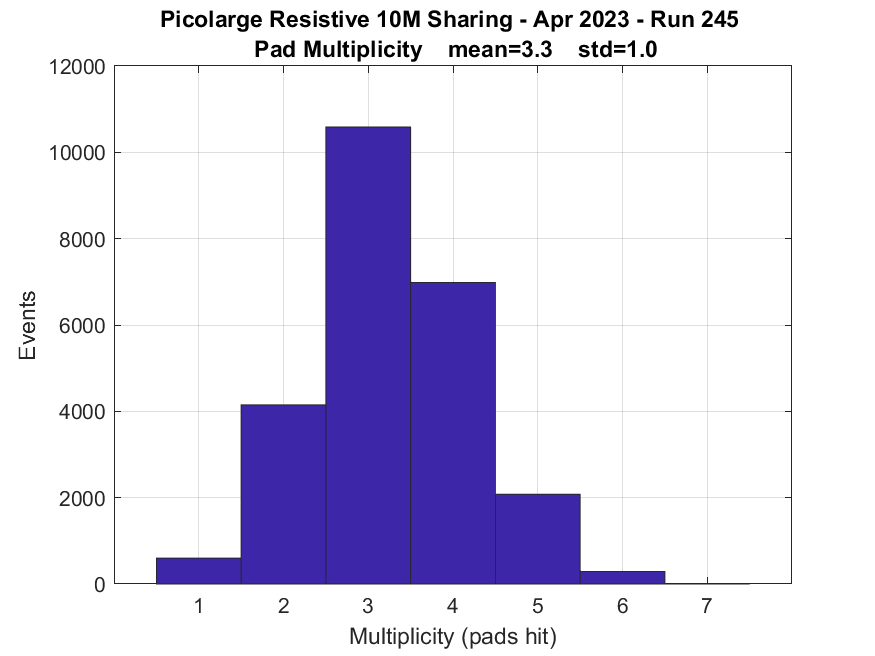 Picolarge Resistive 10M Sharing - Apr 2023 - Run 245
Pad Multiplicity    mean=3.3    std=1.0
12000
10000
8000
6000
4000
2000
0
Events
1 2 3 4 5 6 7
Multiplicity (pads hit)